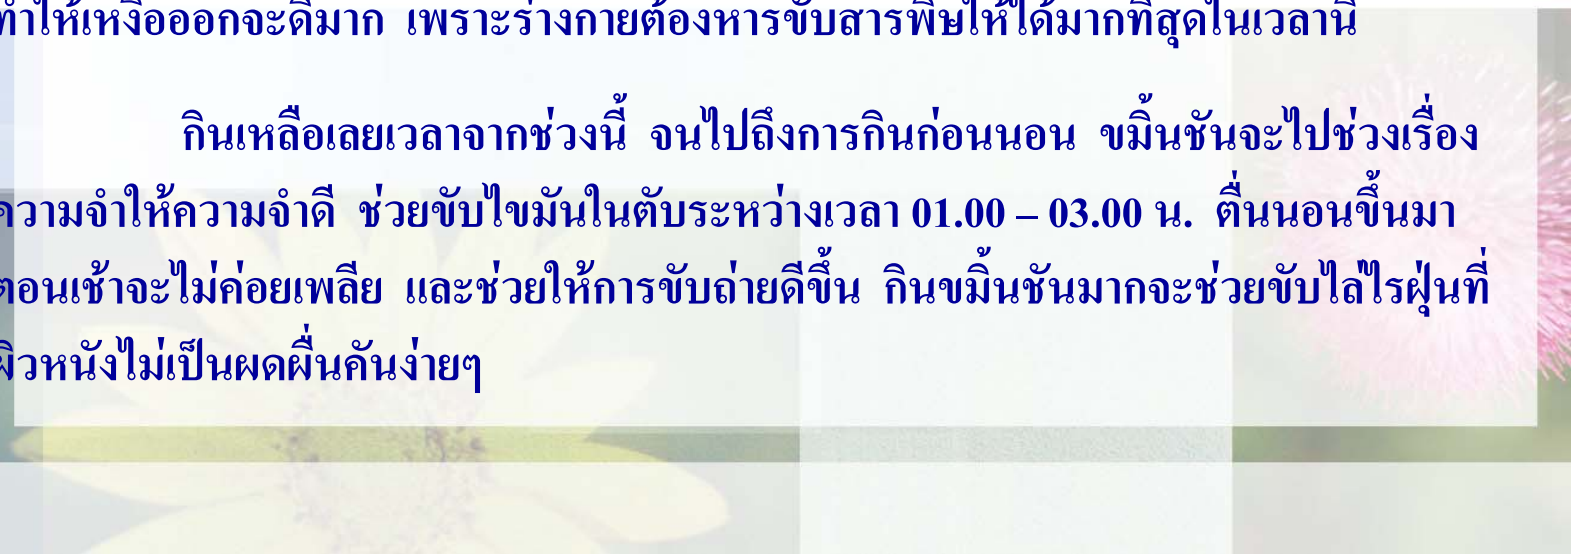 ทำให้เหงื่อออกจะดีมาก เพราะร่างกายต้องหารขับสารพิษให้ได้มากที่สุดในเวลานี้
กินเหลือเลยเวลาจากช่วงนี้ จนไปถึงการกินก่อนนอน ขมิ้นชันจะไปช่วงเรื่อง
ความจำให้ความจำดี ช่วยขับไขมันในตับระหว่างเวลา 01.00 – 03.00 น. ตื่นนอนขึ้นมา
ตอนเช้าจะไม่ค่อยเพลีย และช่วยให้การขับถ่ายดีขึ้น กินขมิ้นชันมากจะช่วยขับไล่ไรฝุ่นที่
ผิวหนังไม่เป็นผดผื่นคันง่ายๆ